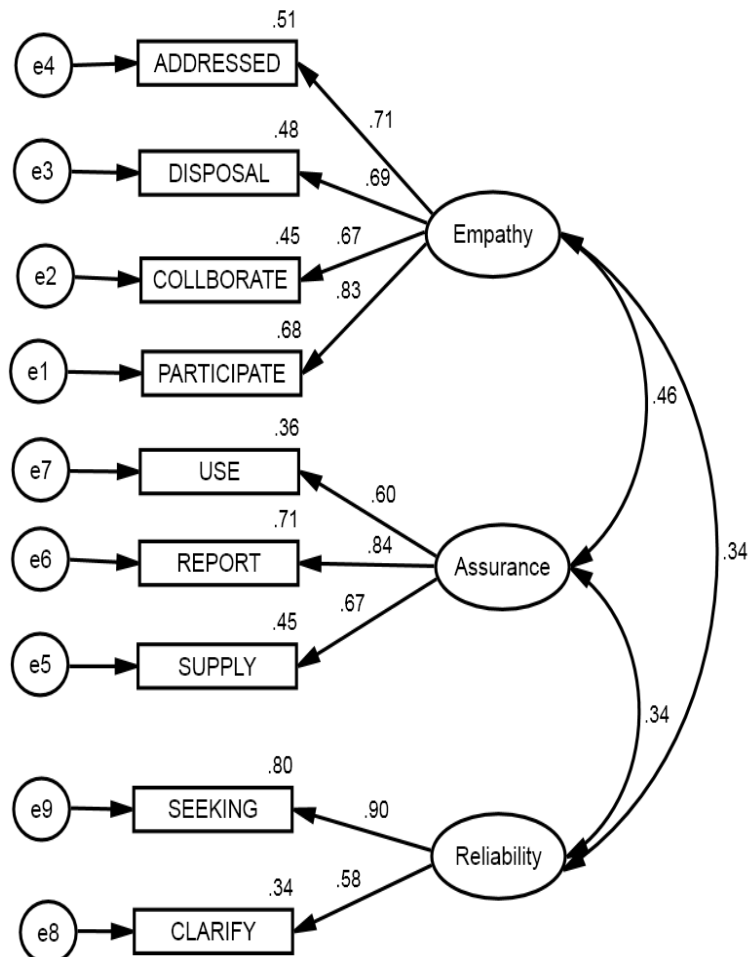 .51
e4
ADDRESSED
.71
.48
e3
DISPOSAL
.69
Empathy
.45
.67
e2
COLLBORATE
.83
.68
e1
PARTICIPATE
.46
.36
e7
USE
.60
.71
.84
.34
e6
REPORT
Assurance
.67
.45
e5
SUPPLY
.34
.80
e9
SEEKING
.90
Reliability
.58
.34
e8
CLARIFY